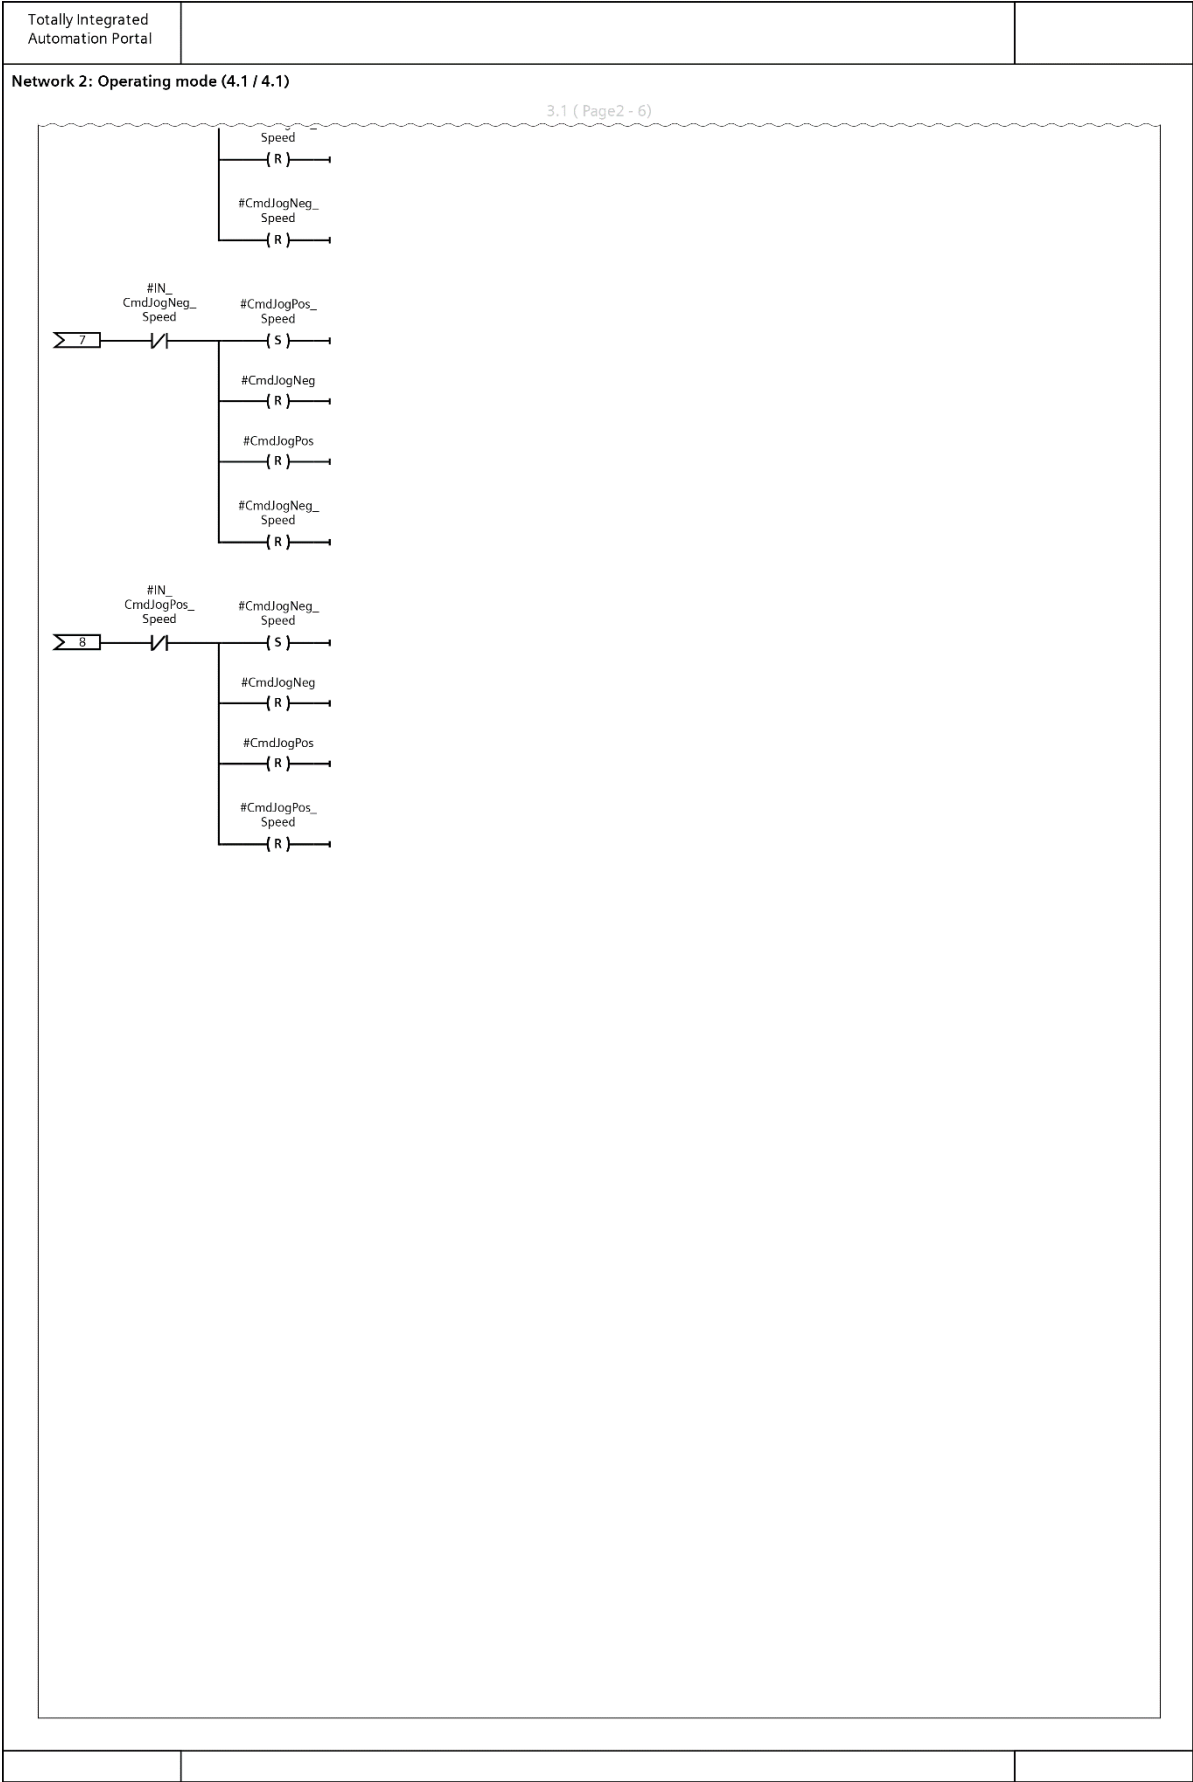 Totally Integrated
Automation Portal
Network 2: Operating mode (4.1 / 4.1)
3.1 ( Page2 - 6)
Speed
( R )
#CmdJogNeg_
Speed
( R )
#IN_
CmdJogNeg_
Speed
#CmdJogPos_
Speed
7
( S )
#CmdJogNeg
( R )
#CmdJogPos
( R )
#CmdJogNeg_
Speed
( R )
#IN_
CmdJogPos_
Speed
#CmdJogNeg_
Speed
8
( S )
#CmdJogNeg
( R )
#CmdJogPos
( R )
#CmdJogPos_
Speed
( R )